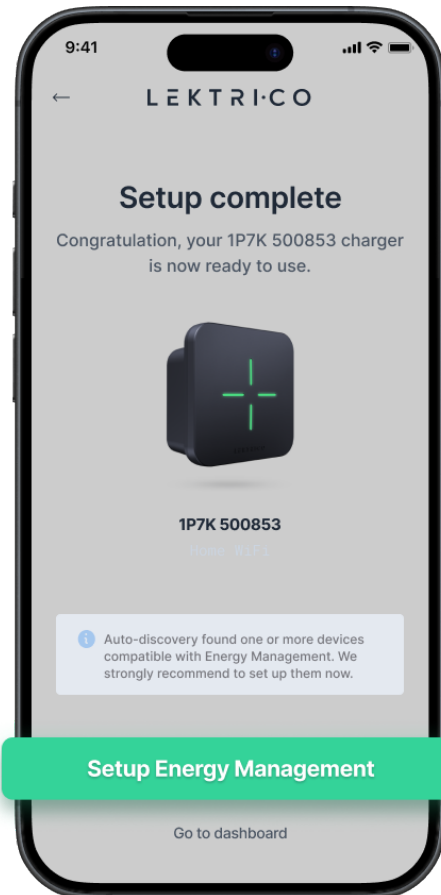 9:41
LEKTRI·CO
Setup complete
Congratulation, your 1P7K 500853 charger
is now ready to use.
1P7K 500853
Home WiFi
Auto-discovery found one or more devices
compatible with Energy Management. We
strongly recommend to set up them now.
Setup Energy Management
Go to dashboard